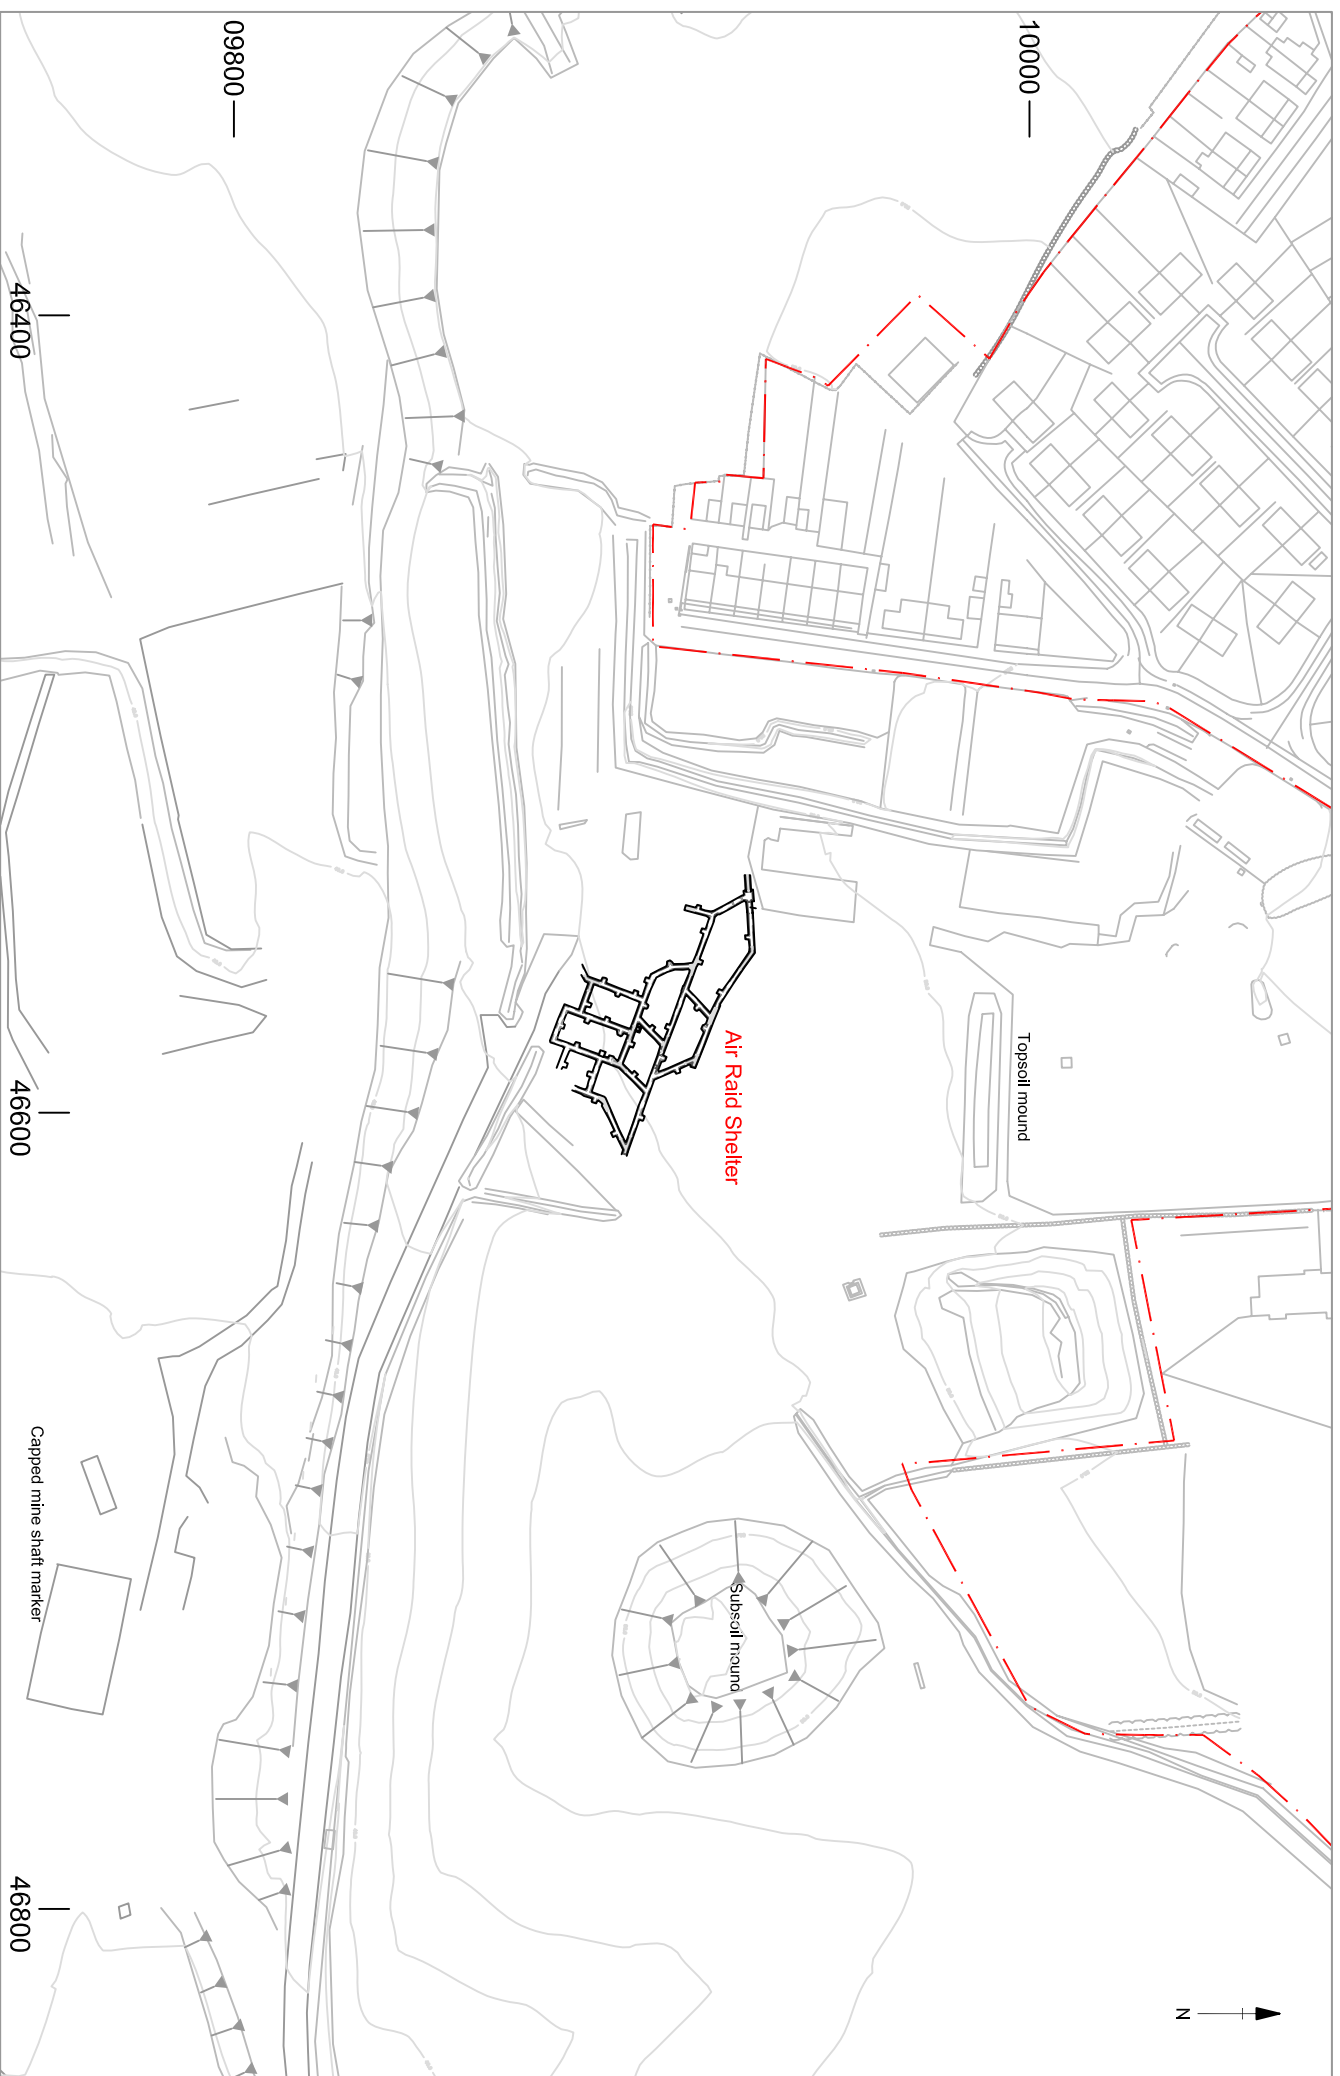 10000
09800
46400
46600
46800
Topsoil mound
Air Raid Shelter
Subsoil mound
Capped mine shaft marker
N